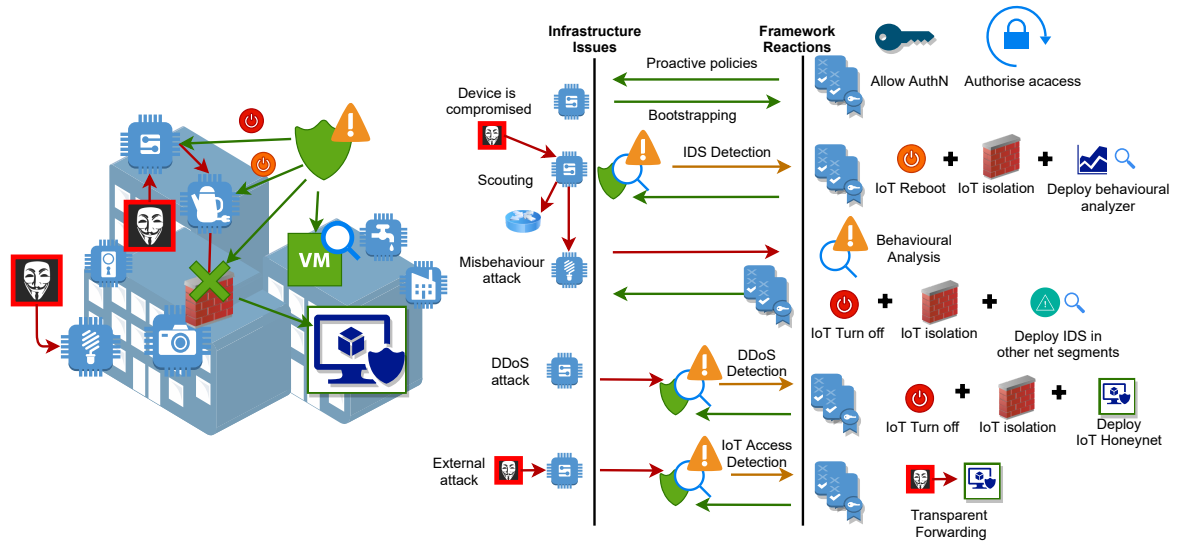 Infrastructure
Issues
Framework
Reactions
Proactive policies
Allow AuthN
Authorise acacess
Device is
compromised
Bootstrapping
IDS Detection
Scouting
IoT Reboot
IoT isolation
Deploy behavioural
analyzer
VM
Misbehaviour
attack
Behavioural
Analysis
IoT Turn off
IoT isolation
Deploy IDS in
other net segments
DDoS
attack
DDoS
Detection
IoT Turn off
IoT isolation
Deploy
IoT Honeynet
External
attack
IoT Access
Detection
Transparent
Forwarding